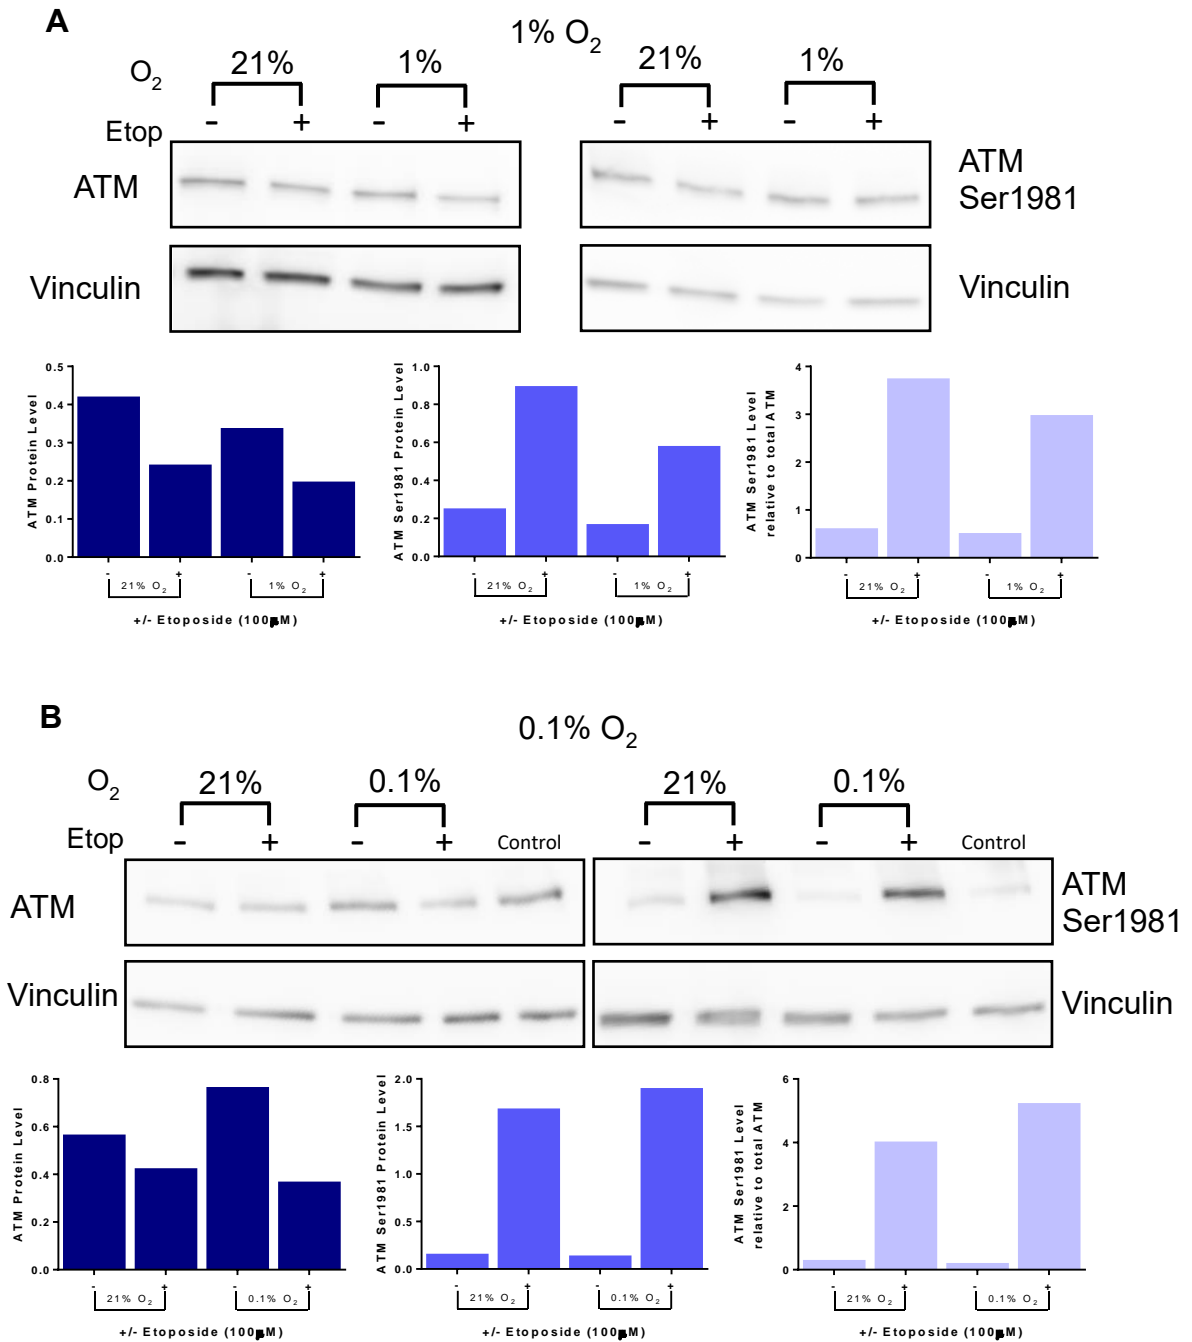 A
1% O2
O2 21% 1% 21% 1%
Etop - + - + - + - +
ATM
ATM
Ser1981
Vinculin
Vinculin
ATM Protein Level
0.5
0.4
0.3
0.2
0.1
0.0
- + - +
21% O2 1% O2
+/- Etoposide (100μM)
ATM Ser1981 Protein Level
1.0
0.8
0.6
0.4
0.2
0.0
- + - +
21% O2 1% O2
+/- Etoposide (100μM)
ATM Ser1981 Level
relative to total ATM
4
3
2
1
0
- + - +
21% O2 1% O2
+/- Etoposide (100μM)
B
0.1% O2
O2 21% 0.1% 21% 0.1%
Etop - + - + Control - + - + Control
ATM
ATM
Ser1981
Vinculin
Vinculin
ATM Protein Level
0.8
0.6
0.4
0.2
0.0
- + - +
21% O2 0.1% O2
+/- Etoposide (100μM)
ATM Ser1981 Protein Level
2.0
1.5
1.0
0.5
0.0
- + - +
21% O2 0.1% O2
+/- Etoposide (100μM)
ATM Ser1981 Level
relative to total ATM
6
4
2
0
- + - +
21% O2 0.1% O2
+/- Etoposide (100μM)